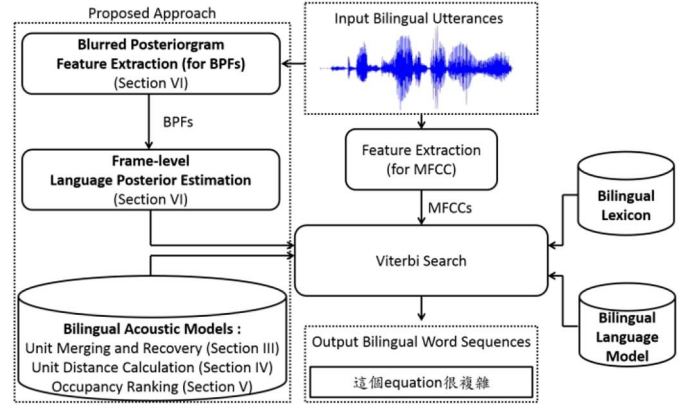 Proposed Approach
Blurred Posteriorgram
Feature Extraction (for BPFs)
(Section VI)
BPFs
Frame-level
Language Posterior Estimation
(Section VI)
Bilingual Acoustic Models :
Unit Merging and Recovery (Section III)
Unit Distance Calculation (Section IV)
Occupancy Ranking (Section V)
Input Bilingual Utterances
Feature Extraction
(for MFCC)
MFCCs
Viterbi Search
Output Bilingual Word Sequences
這個equation很複雜
Bilingual
Lexicon
Bilingual
Language
Model